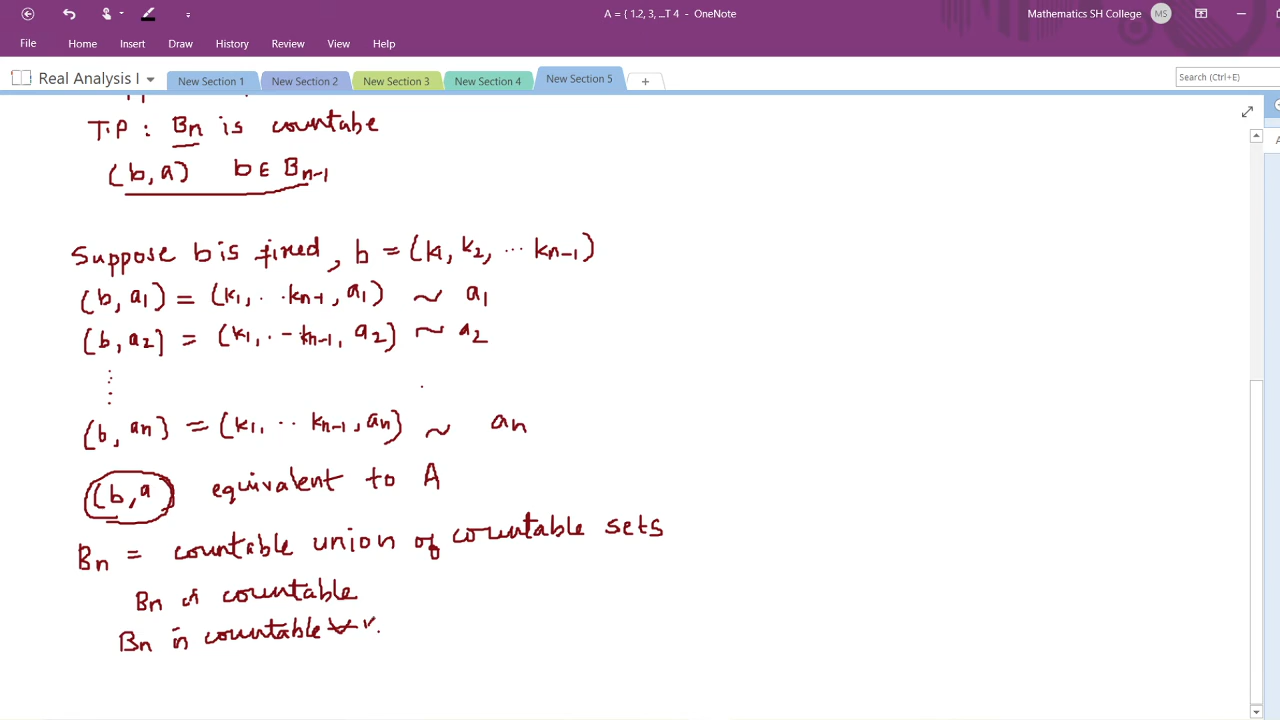 A = { 1.2, 3, ...T 4 - OneNote
Mathematics SH College
MS
File Home Insert Draw History Review View Help
Real Analysis I
New Section 1
New Section 2
New Section 3
New Section 4
New Section 5
+
Search (Ctrl+E)
T.P : Bn is countabe
(b, a) b ∈ Bn-1
Suppose b is fixed, b = (k1, k2, ... kn-1)
(b, a1) = (k1, .. kn-1, a1) ~ a1
(b, a2) = (k1, .- kn-1, a2) ~ a2
(b, an) = (k1, .. kn-1, an) ~ an
(b, a) equivalent to A
Bn = countable union of countable sets
Bn is countable
Bn is countable ∀